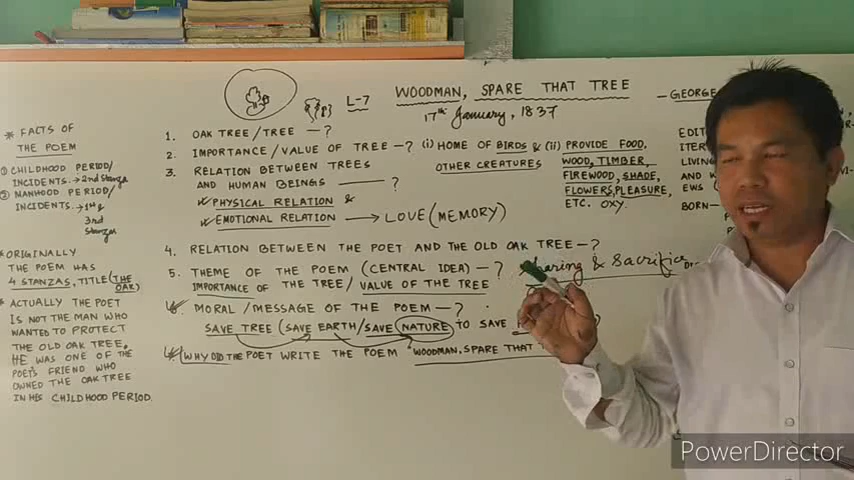 L-7 WOODMAN, SPARE THAT TREE
— GEORGE
17th January, 1837
* FACTS OF
THE POEM
① CHILDHOOD PERIOD/
INCIDENTS. → 2nd Stanza
② MANHOOD PERIOD/
INCIDENTS. → 1st &
3rd
Stanzas
* ORIGINALLY
THE POEM HAS
4 STANZAS, TITLE (THE
OAK)
* ACTUALLY THE POET
IS NOT THE MAN WHO
WANTED TO PROTECT
THE OLD OAK TREE,
HE WAS ONE OF THE
POET'S FRIEND WHO
OWNED THE OAK TREE
IN HIS CHILDHOOD PERIOD.
1. OAK TREE/TREE —?
2. IMPORTANCE/VALUE OF TREE —? (i) HOME OF BIRDS & (ii) PROVIDE FOOD,
OTHER CREATURES WOOD, TIMBER,
FIREWOOD, SHADE,
FLOWERS, PLEASURE,
ETC. OXY.
3. RELATION BETWEEN TREES
AND HUMAN BEINGS —?
PHYSICAL RELATION &
EMOTIONAL RELATION → LOVE (MEMORY)
4. RELATION BETWEEN THE POET AND THE OLD OAK TREE —?
5. THEME OF THE POEM (CENTRAL IDEA) —? Sharing & Sacrifice
IMPORTANCE OF THE TREE/ VALUE OF THE TREE
6. MORAL/MESSAGE OF THE POEM —?
SAVE TREE (SAVE EARTH/SAVE NATURE TO SAVE
WHY DID THE POET WRITE THE POEM "WOODMAN. SPARE THAT
EDIT
ITER
LIVING
AND W
EWS
BORN—
PowerDirector